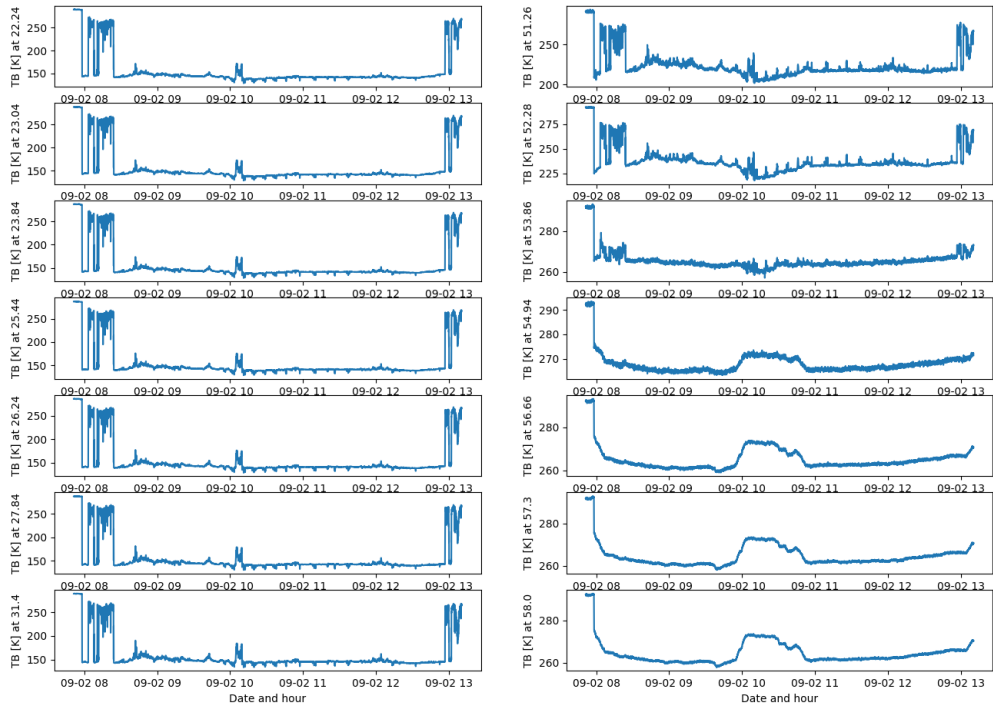 TB [K] at 22.24
250
200
150
09-02 08 09-02 09 09-02 10 09-02 11 09-02 12 09-02 13
TB [K] at 23.04
250
200
150
09-02 08 09-02 09 09-02 10 09-02 11 09-02 12 09-02 13
TB [K] at 23.84
250
200
150
09-02 08 09-02 09 09-02 10 09-02 11 09-02 12 09-02 13
TB [K] at 25.44
250
200
150
09-02 08 09-02 09 09-02 10 09-02 11 09-02 12 09-02 13
TB [K] at 26.24
250
200
150
09-02 08 09-02 09 09-02 10 09-02 11 09-02 12 09-02 13
TB [K] at 27.84
250
200
150
09-02 08 09-02 09 09-02 10 09-02 11 09-02 12 09-02 13
TB [K] at 31.4
250
200
150
09-02 08 09-02 09 09-02 10 09-02 11 09-02 12 09-02 13
Date and hour
TB [K] at 51.26
250
200
09-02 08 09-02 09 09-02 10 09-02 11 09-02 12 09-02 13
TB [K] at 52.28
275
250
225
09-02 08 09-02 09 09-02 10 09-02 11 09-02 12 09-02 13
TB [K] at 53.86
280
260
09-02 08 09-02 09 09-02 10 09-02 11 09-02 12 09-02 13
TB [K] at 54.94
290
270
09-02 08 09-02 09 09-02 10 09-02 11 09-02 12 09-02 13
TB [K] at 56.66
280
260
09-02 08 09-02 09 09-02 10 09-02 11 09-02 12 09-02 13
TB [K] at 57.3
280
260
09-02 08 09-02 09 09-02 10 09-02 11 09-02 12 09-02 13
TB [K] at 58.0
280
260
09-02 08 09-02 09 09-02 10 09-02 11 09-02 12 09-02 13
Date and hour